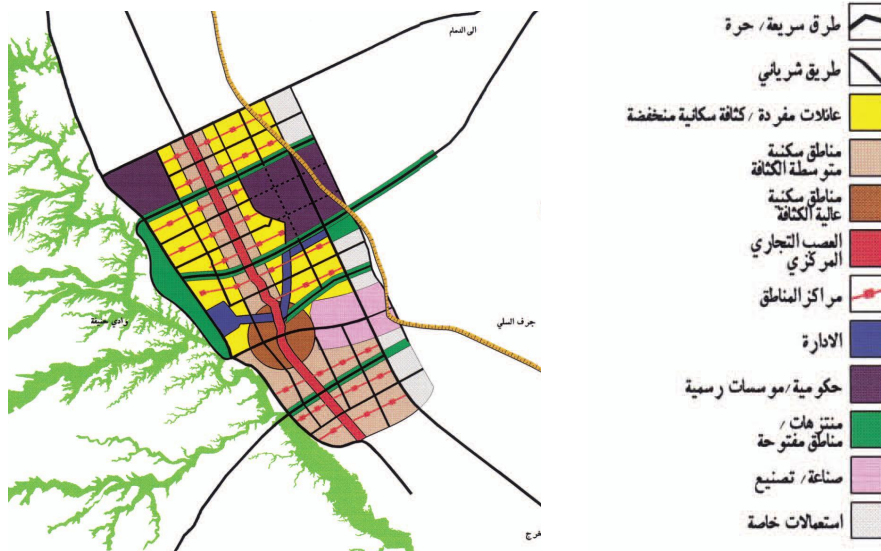 الى الدمام
وادي حنيفة
جرف السلي
خرج
طرق سريعة/ حرة
طريق شرياني
عائلات مفردة /كثافة سكانية منخفضة
مناطق سكنية
متوسطة الكثافة
مناطق سكنية
عالية الكثافة
العصب التجاري
المركزي
مراكز المناطق
الادارة
حكومية/موسسات رسمية
منتزهات/
مناطق مفتوحة
صناعة/ تصنيع
استعمالات خاصة